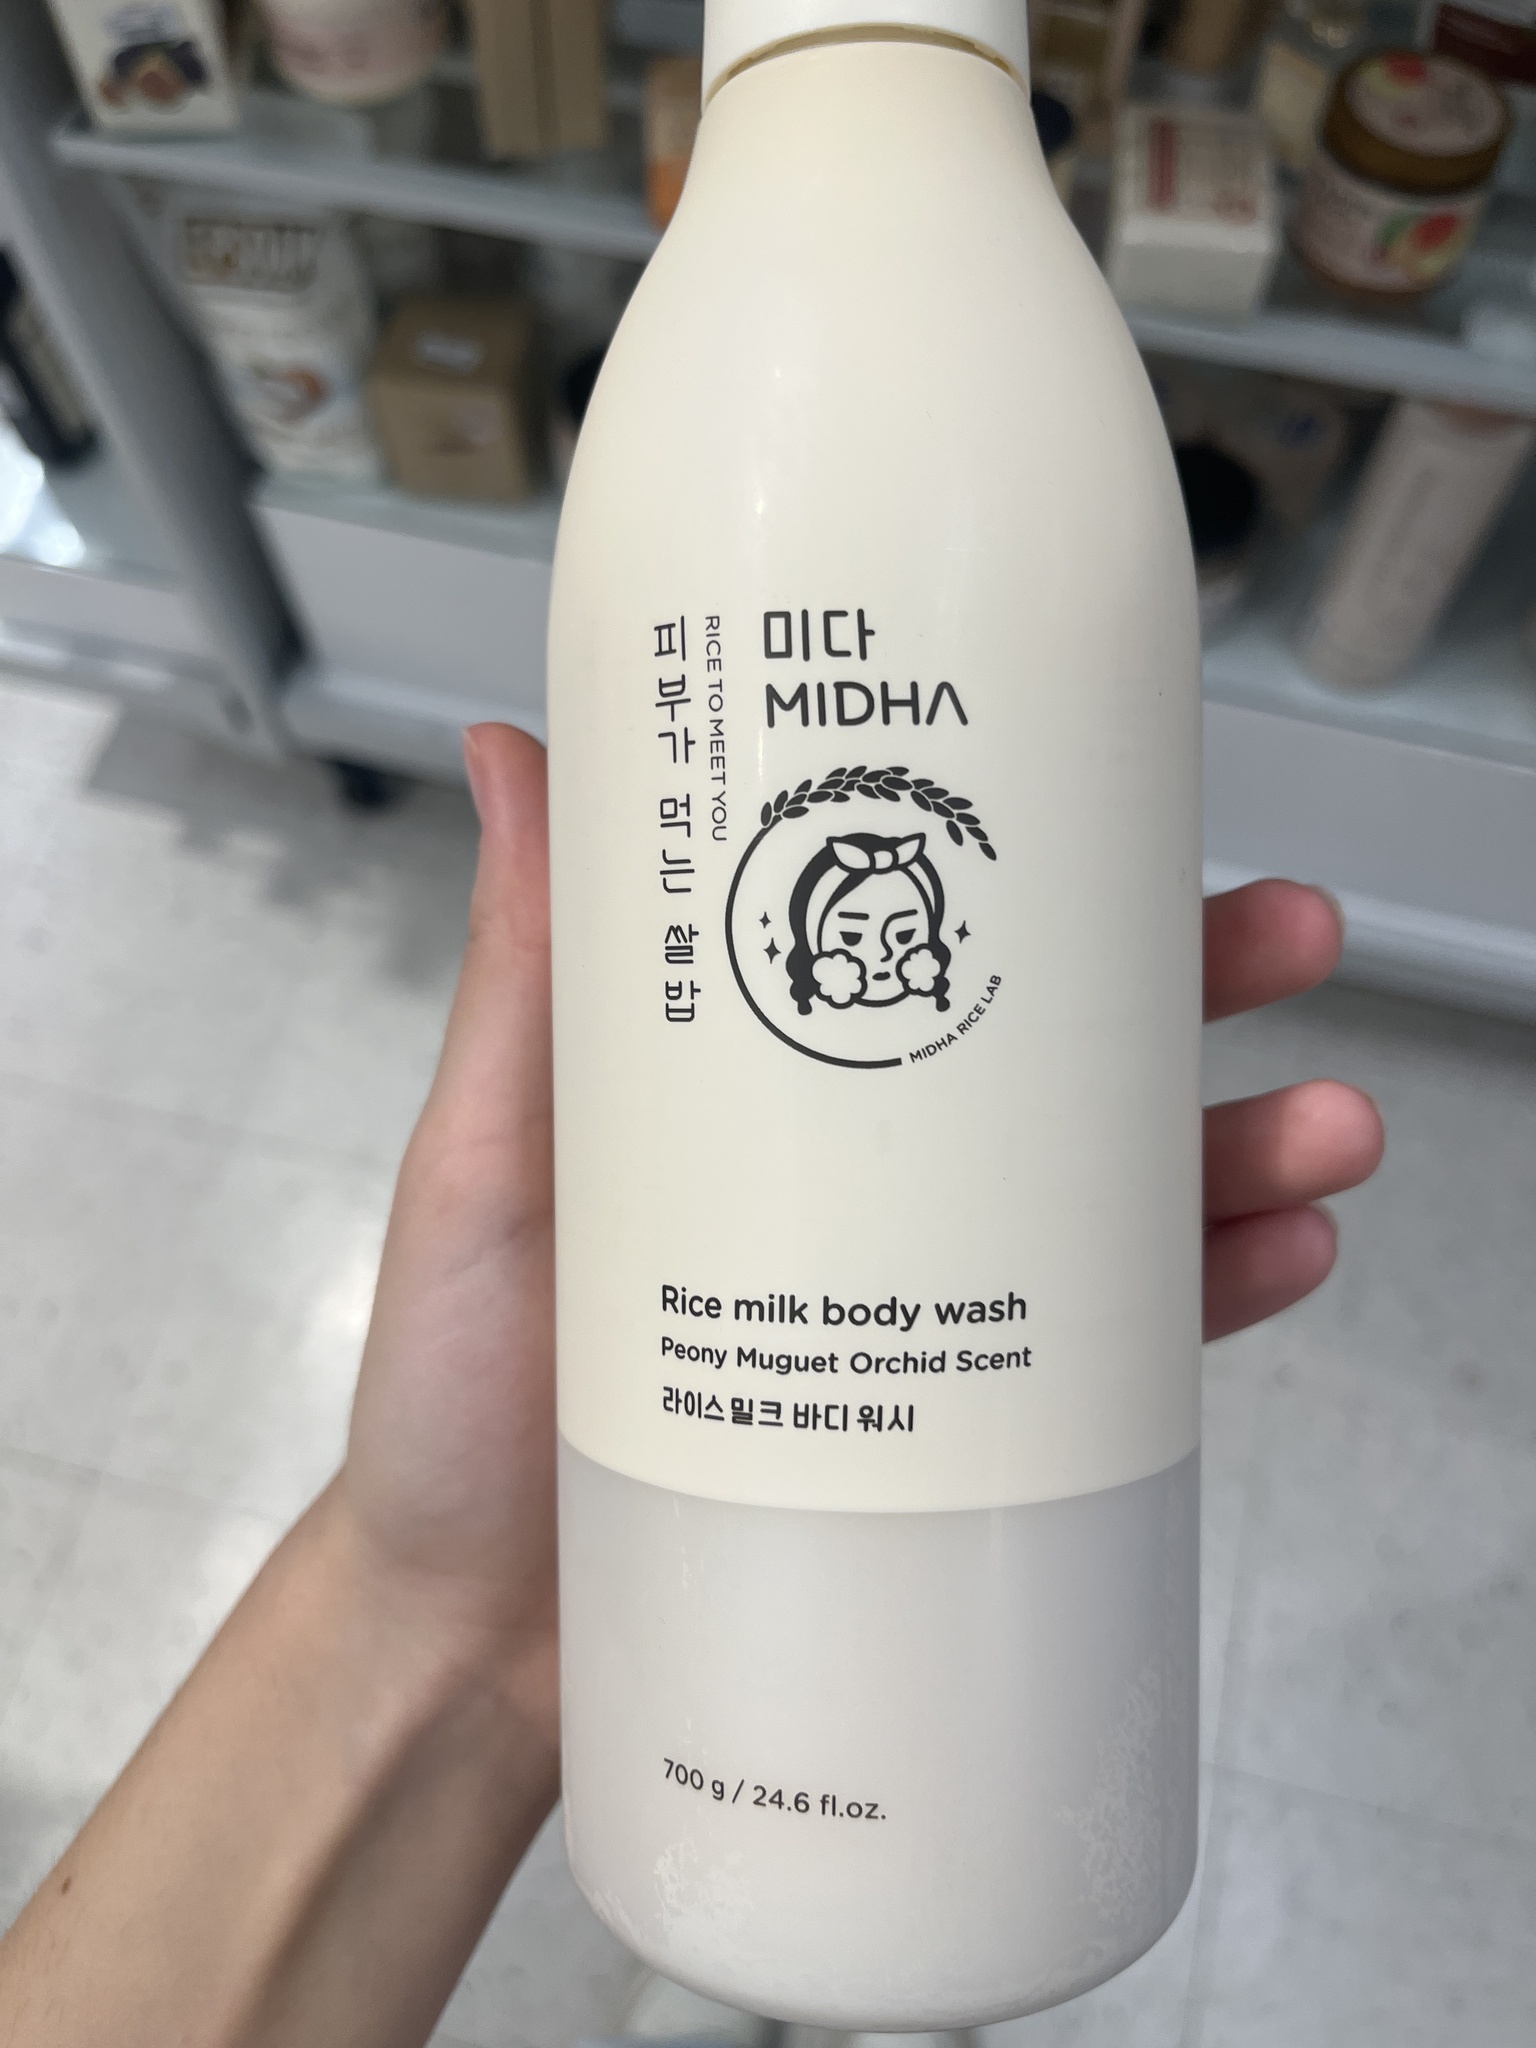 미다
MIDHA
RICE TO MEET YOU
피부가 먹는 쌀밥
MIDHA RICE LAB
Rice milk body wash
Peony Muguet Orchid Scent
라이스 밀크 바디 워시
700 g / 24.6 fl.oz.